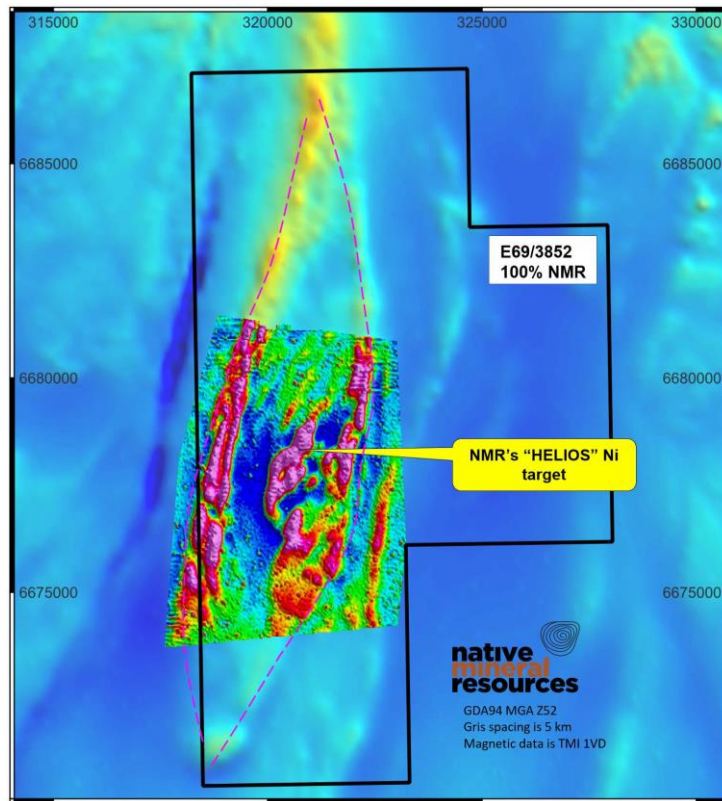 315000 320000 325000 330000
6685000 6685000
E69/3852
100% NMR
6680000 6680000
NMR's “HELIOS” Ni
target
6675000 6675000
native
mineral
resources
GDA94 MGA Z52
Gris spacing is 5 km
Magnetic data is TMI 1VD